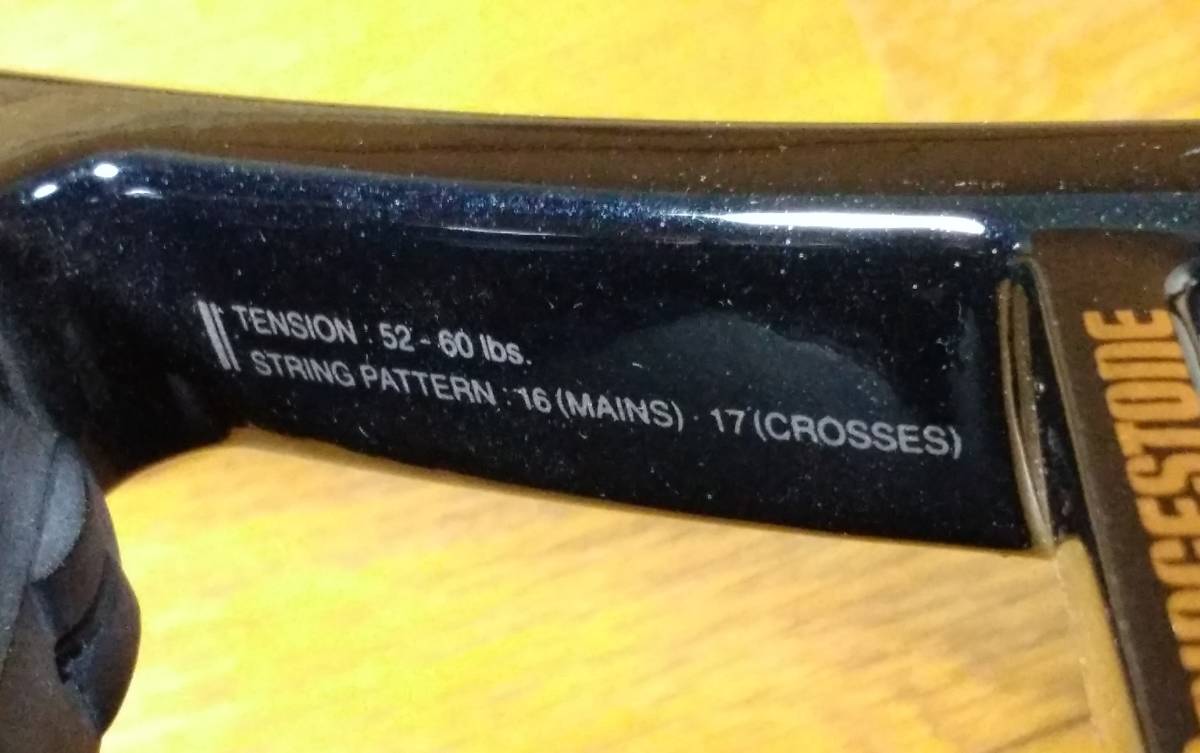 TENSION : 52 - 60 lbs.
STRING PATTERN : 16 (MAINS) · 17 (CROSSES)